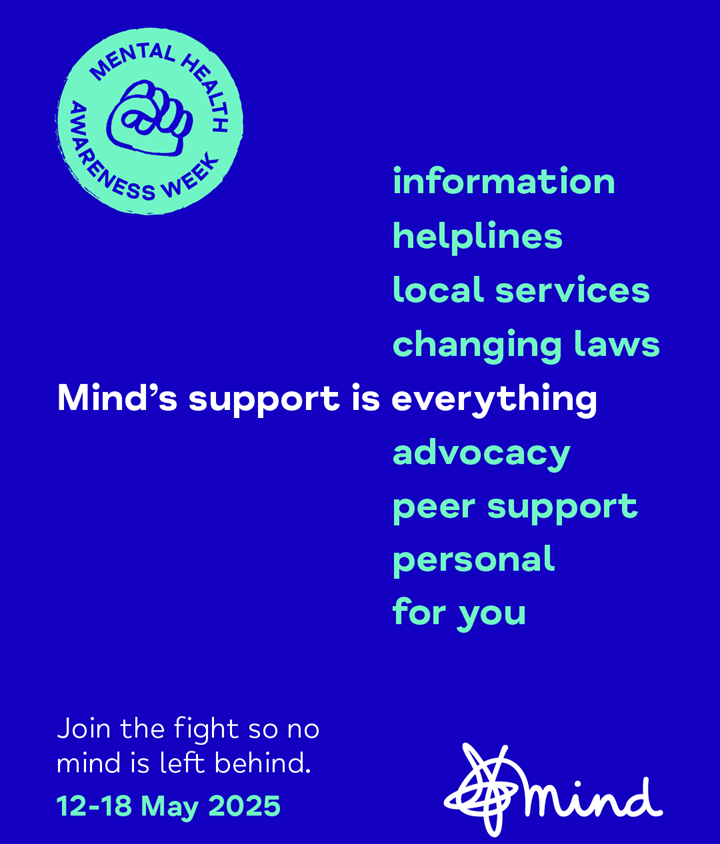 MENTAL HEALTH
AWARENESS WEEK
information
helplines
local services
changing laws
Mind’s support is everything
advocacy
peer support
personal
for you
Join the fight so no
mind is left behind.
12-18 May 2025
mind